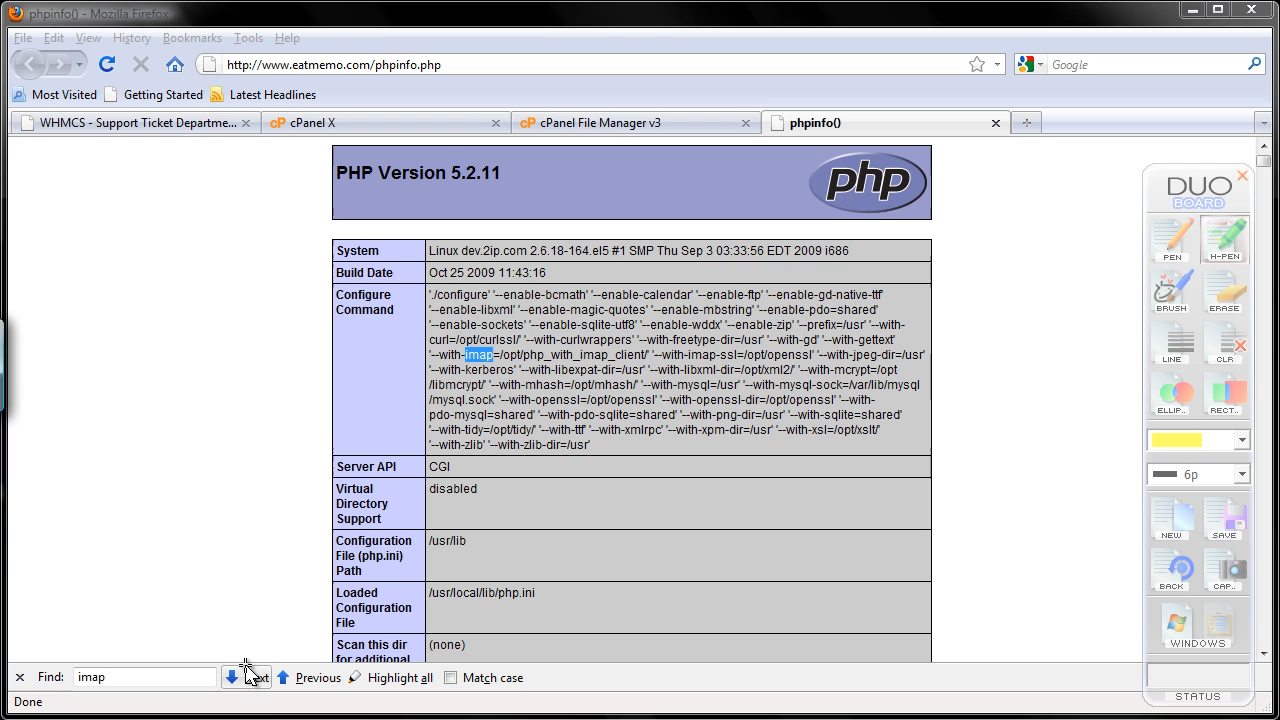 phpinfo() - Mozilla Firefox
File Edit View History Bookmarks Tools Help
http://www.eatmemo.com/phpinfo.php
Google
Most Visited Getting Started Latest Headlines
WHMCS - Support Ticket Departme...
cP cPanel X
cP cPanel File Manager v3
phpinfo()
PHP Version 5.2.11
php
System Linux dev.2ip.com 2.6.18-164.el5 #1 SMP Thu Sep 3 03:33:56 EDT 2009 i686
Build Date Oct 25 2009 11:43:16
Configure Command
'./configure' '--enable-bcmath' '--enable-calendar' '--enable-ftp' '--enable-gd-native-ttf'
'--enable-libxml' '--enable-magic-quotes' '--enable-mbstring' '--enable-pdo=shared'
'--enable-sockets' '--enable-sqlite-utf8' '--enable-wddx' '--enable-zip' '--prefix=/usr' '--with-
curl=/opt/curlssl/' '--with-curlwrappers' '--with-freetype-dir=/usr' '--with-gd' '--with-gettext'
'--with-imap=/opt/php_with_imap_client/' '--with-imap-ssl=/opt/openssl' '--with-jpeg-dir=/usr'
'--with-kerberos' '--with-libexpat-dir=/usr' '--with-libxml-dir=/opt/xml2/' '--with-mcrypt=/opt
/libmcrypt/' '--with-mhash=/opt/mhash/' '--with-mysql=/usr' '--with-mysql-sock=/var/lib/mysql
/mysql.sock' '--with-openssl=/opt/openssl' '--with-openssl-dir=/opt/openssl' '--with-
pdo-mysql=shared' '--with-pdo-sqlite=shared' '--with-png-dir=/usr' '--with-sqlite=shared'
'--with-tidy=/opt/tidy/' '--with-ttf' '--with-xmlrpc' '--with-xpm-dir=/usr' '--with-xsl=/opt/xslt/'
'--with-zlib' '--with-zlib-dir=/usr'
Server API CGI
Virtual
Directory
Support
disabled
Configuration
File (php.ini)
Path
/usr/lib
Loaded
Configuration
File
/usr/local/lib/php.ini
Scan this dir
for additional
(none)
DUO
BOARD
PEN H-PEN
BRUSH ERASE
LINE CLR
ELLIP.. RECT..
6p
NEW SAVE
BACK CAP..
WINDOWS
STATUS
Find: imap Previous Highlight all Match case
Done